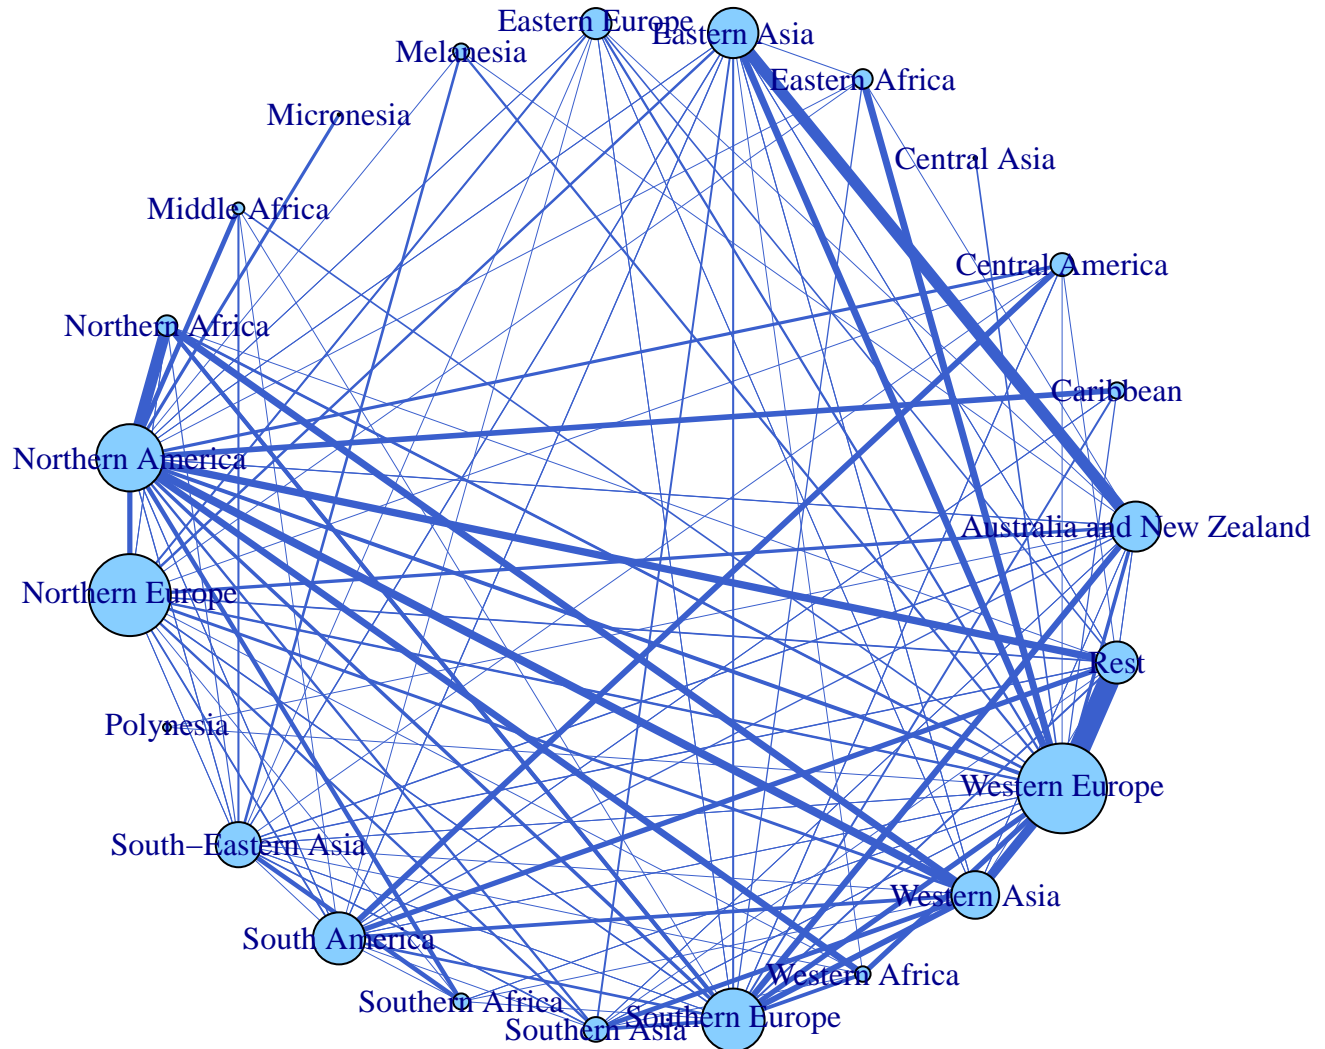 Eastern Europe
Eastern Asia
Melanesia
Eastern Africa
Micronesia
Central Asia
Middle Africa
Central America
Northern Africa
Caribbean
Northern America
Australia and New Zealand
Northern Europe
Rest
Polynesia
Western Europe
South−Eastern Asia
Western Asia
South America
Western Africa
Southern Africa
Southern Europe
Southern Asia